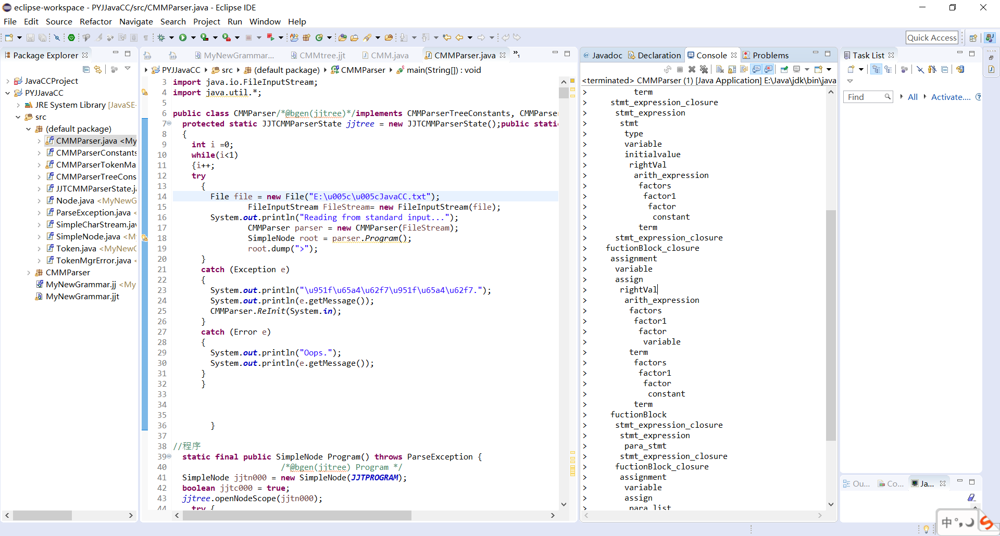 eclipse-workspace - PYJJavaCC/src/CMMParser.java - Eclipse IDE
File Edit Source Refactor Navigate Search Project Run Window Help
Quick Access
Package Explorer
JavaCCProject
PYJJavaCC
JRE System Library [JavaSE-
src
(default package)
CMMParser.java <My
CMMParserConstants
CMMParserTokenMa
CMMParserTreeCons
JJTCMMParserState.j
Node.java <MyNewG
ParseException.java <
SimpleCharStream.jav
SimpleNode.java <M
Token.java <MyNewG
TokenMgrError.java <
CMMParser
MyNewGrammar.jj <My
MyNewGrammar.jjt
MyNewGrammar... CMMtree.jjt CMM.java CMMParser.java »1
PYJJavaCC src (default package) CMMParser main(String[]) : void
3 import java.io.FileInputStream;
4 import java.util.*;
5
6 public class CMMParser/*@bgen(jjtree)*/implements CMMParserTreeConstants, CMMParser
7 protected static JJTCMMParserState jjtree = new JJTCMMParserState();public stati
8 {
9 int i =0;
10 while(i<1)
11 {i++;
12 try
13 {
14 File file = new File("E:\u005c\u005cJavaCC.txt");
15 FileInputStream FileStream= new FileInputStream(file);
16 System.out.println("Reading from standard input...");
17 CMMParser parser = new CMMParser(FileStream);
18 SimpleNode root = parser.Program();
19 root.dump(">");
20 }
21 catch (Exception e)
22 {
23 System.out.println("\u951f\u65a4\u62f7\u951f\u65a4\u62f7.");
24 System.out.println(e.getMessage());
25 CMMParser.ReInit(System.in);
26 }
27 catch (Error e)
28 {
29 System.out.println("Oops.");
30 System.out.println(e.getMessage());
31 }
32 }
33
34
35
36 }
37
38 //程序
39 static final public SimpleNode Program() throws ParseException {
40 /*@bgen(jjtree) Program */
41 SimpleNode jjtn000 = new SimpleNode(JJTPROGRAM);
42 boolean jjtc000 = true;
43 jjtree.openNodeScope(jjtn000);
44 try {
@ Javadoc Declaration Console Problems
<terminated> CMMParser (1) [Java Application] E:\Java\jdk\bin\java
> term
> stmt_expression_closure
> stmt_expression
> stmt
> type
> variable
> initialvalue
> rightVal
> arith_expression
> factors
> factor1
> factor
> constant
> term
> stmt_expression_closure
> fuctionBlock_closure
> assignment
> variable
> assign
> rightVal
> arith_expression
> factors
> factor1
> factor
> variable
> term
> factors
> factor1
> factor
> constant
> term
> fuctionBlock
> stmt_expression_closure
> stmt_expression
> para_stmt
> stmt_expression_closure
> fuctionBlock_closure
> assignment
> variable
> assign
> para_list
Task List
Find All Activate....
Ou... Co... Ja...
中